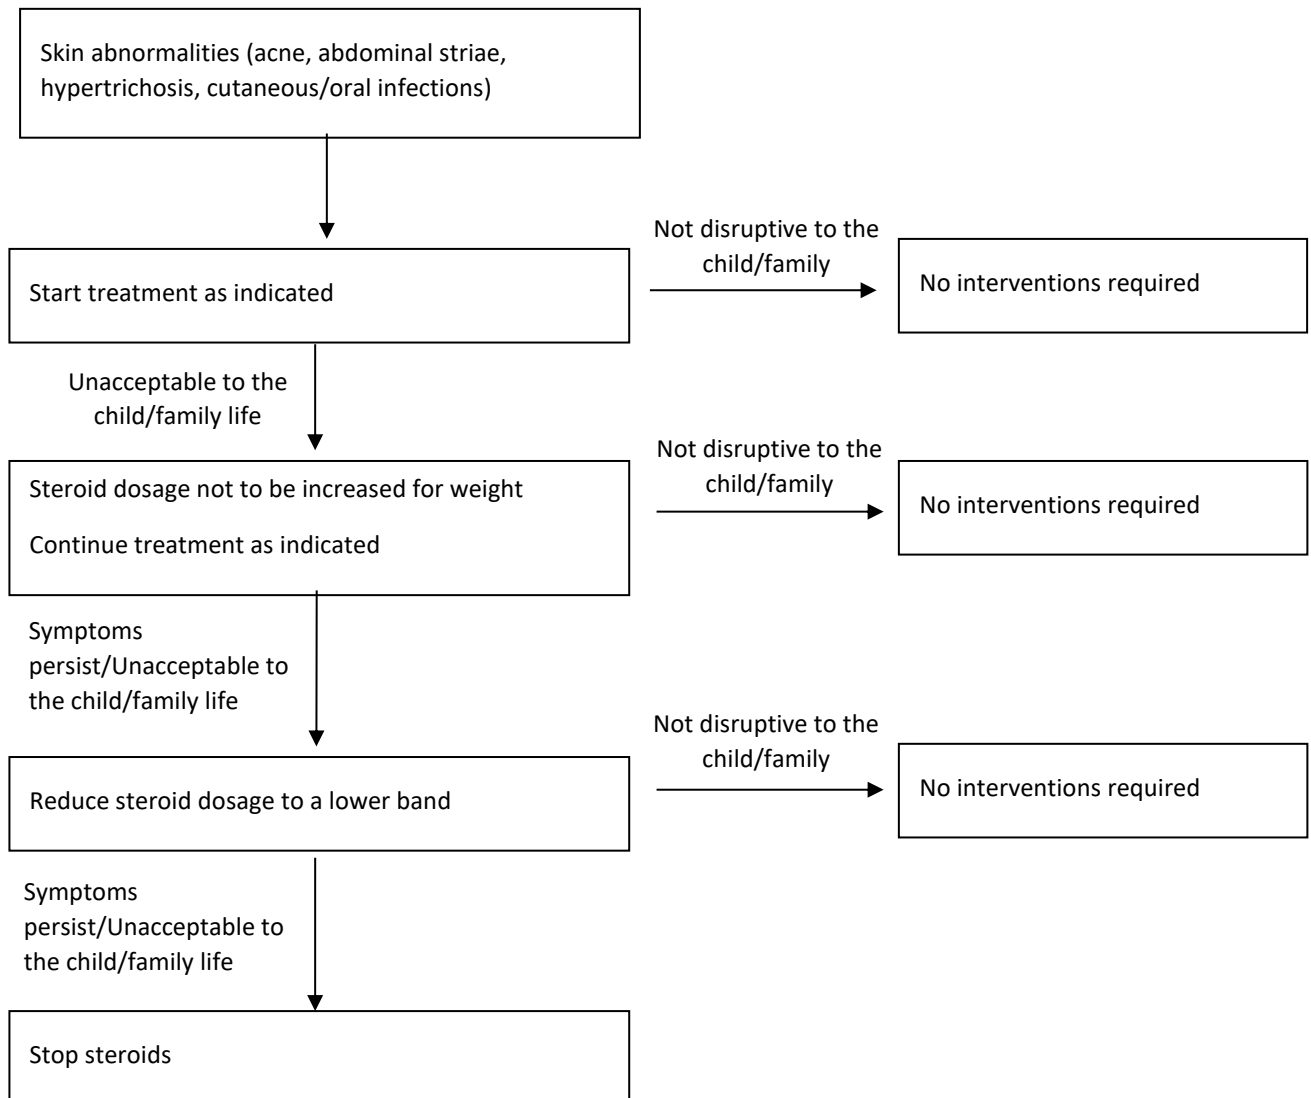 Skin abnormalities (acne, abdominal striae,
hypertrichosis, cutaneous/oral infections)
Not disruptive to the
child/family
Start treatment as indicated
No interventions required
Unacceptable to the
child/family life
Not disruptive to the
child/family
Steroid dosage not to be increased for weight
Continue treatment as indicated
No interventions required
Symptoms
persist/Unacceptable to
the child/family life
Not disruptive to the
child/family
Reduce steroid dosage to a lower band
No interventions required
Symptoms
persist/Unacceptable to
the child/family life
Stop steroids